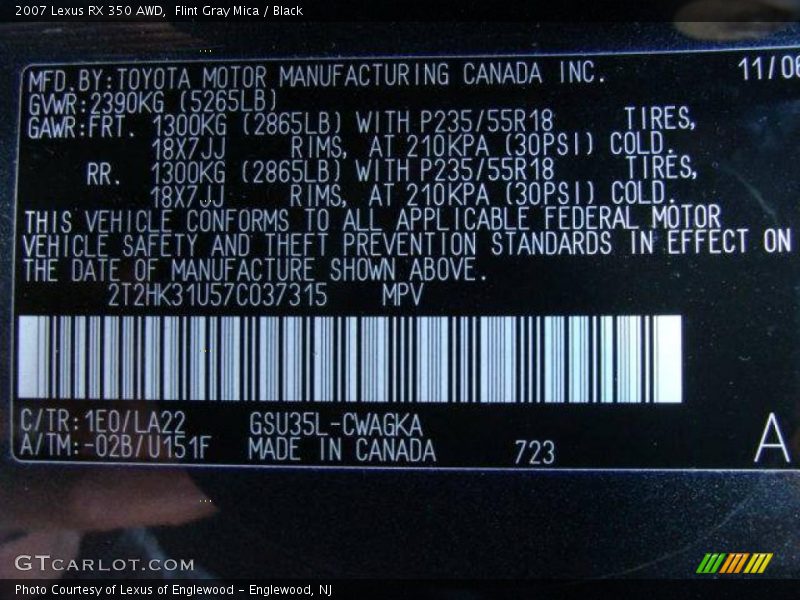 2007 Lexus RX 350 AWD, Flint Gray Mica / Black
MFD.BY:TOYOTA MOTOR MANUFACTURING CANADA INC. 11/06
GVWR:2390KG (5265LB)
GAWR:FRT. 1300KG (2865LB) WITH P235/55R18 TIRES,
18X7JJ RIMS, AT 210KPA (30PSI) COLD.
RR. 1300KG (2865LB) WITH P235/55R18 TIRES,
18X7JJ RIMS, AT 210KPA (30PSI) COLD.
THIS VEHICLE CONFORMS TO ALL APPLICABLE FEDERAL MOTOR
VEHICLE SAFETY AND THEFT PREVENTION STANDARDS IN EFFECT ON
THE DATE OF MANUFACTURE SHOWN ABOVE.
2T2HK31U57C037315 MPV
C/TR:1E0/LA22 GSU35L-CWAGKA
A/TM:-02B/U151F MADE IN CANADA 723 A
GTCARLOT.COM
Photo Courtesy of Lexus of Englewood – Englewood, NJ